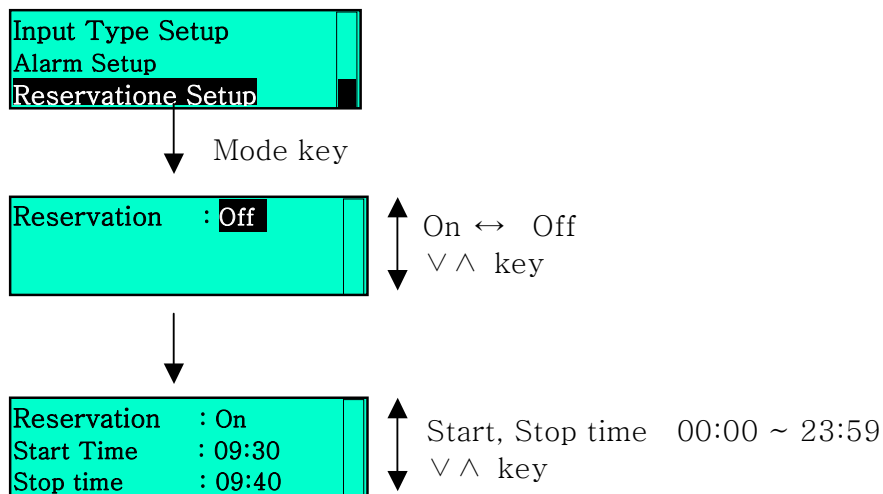 Input Type Setup
Alarm Setup
Reservatione Setup
Mode key
Reservation : Off
On ↔ Off
∨∧ key
Reservation : On
Start Time : 09:30
Stop time : 09:40
Start, Stop time 00:00 ~ 23:59
∨∧ key